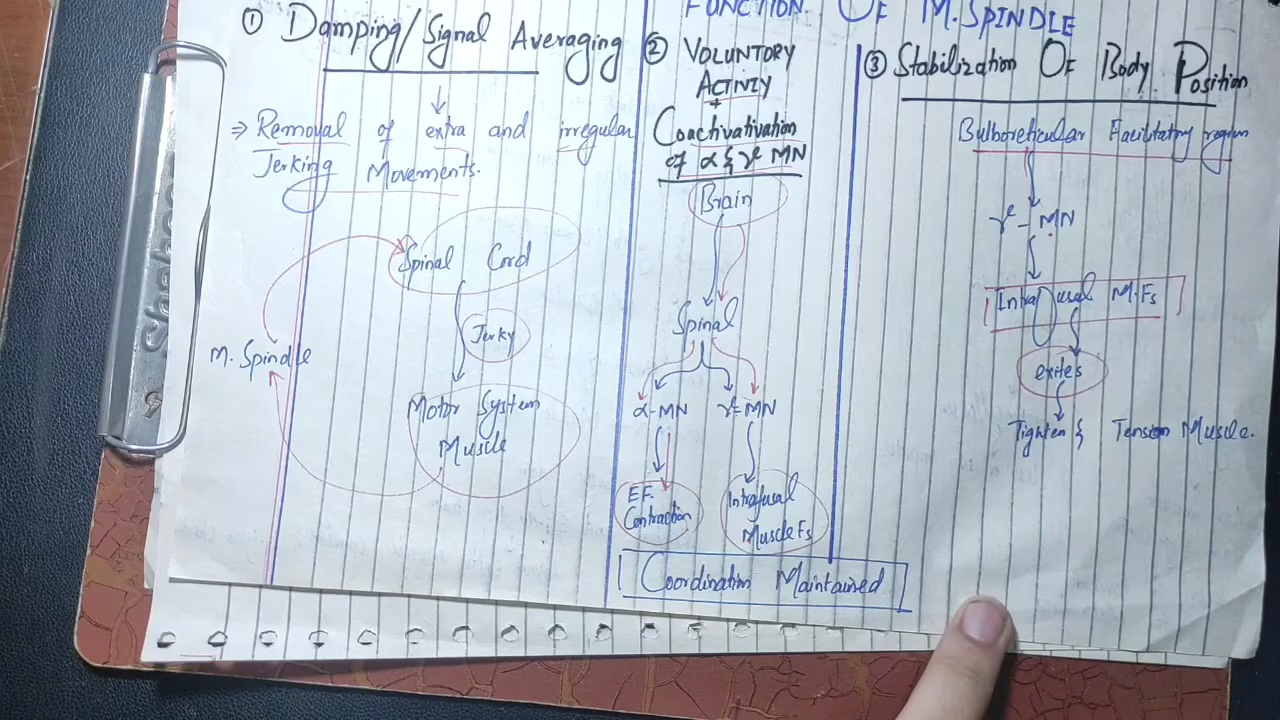 FUNCTION OF M. SPINDLE
① Damping/Signal Averaging
⇒ Removal of extra and irregular
Jerking Movements.
Spinal Cord
Jerky
M. Spindle
Motor System
Muscle
② VOLUNTORY
ACTIVIZY
+
Coactivativation
of α & γ MN
Brain
Spinal
α-MN γ-MN
EF.
Contraction
Intrafusal
Muscle Fs
Coordination Maintained
③ Stabilization Of Body Position
Bulboreticular Facilitatory region
γ - MN
Intrafusal M.Fs
exites
Tighten & Tension Muscle.